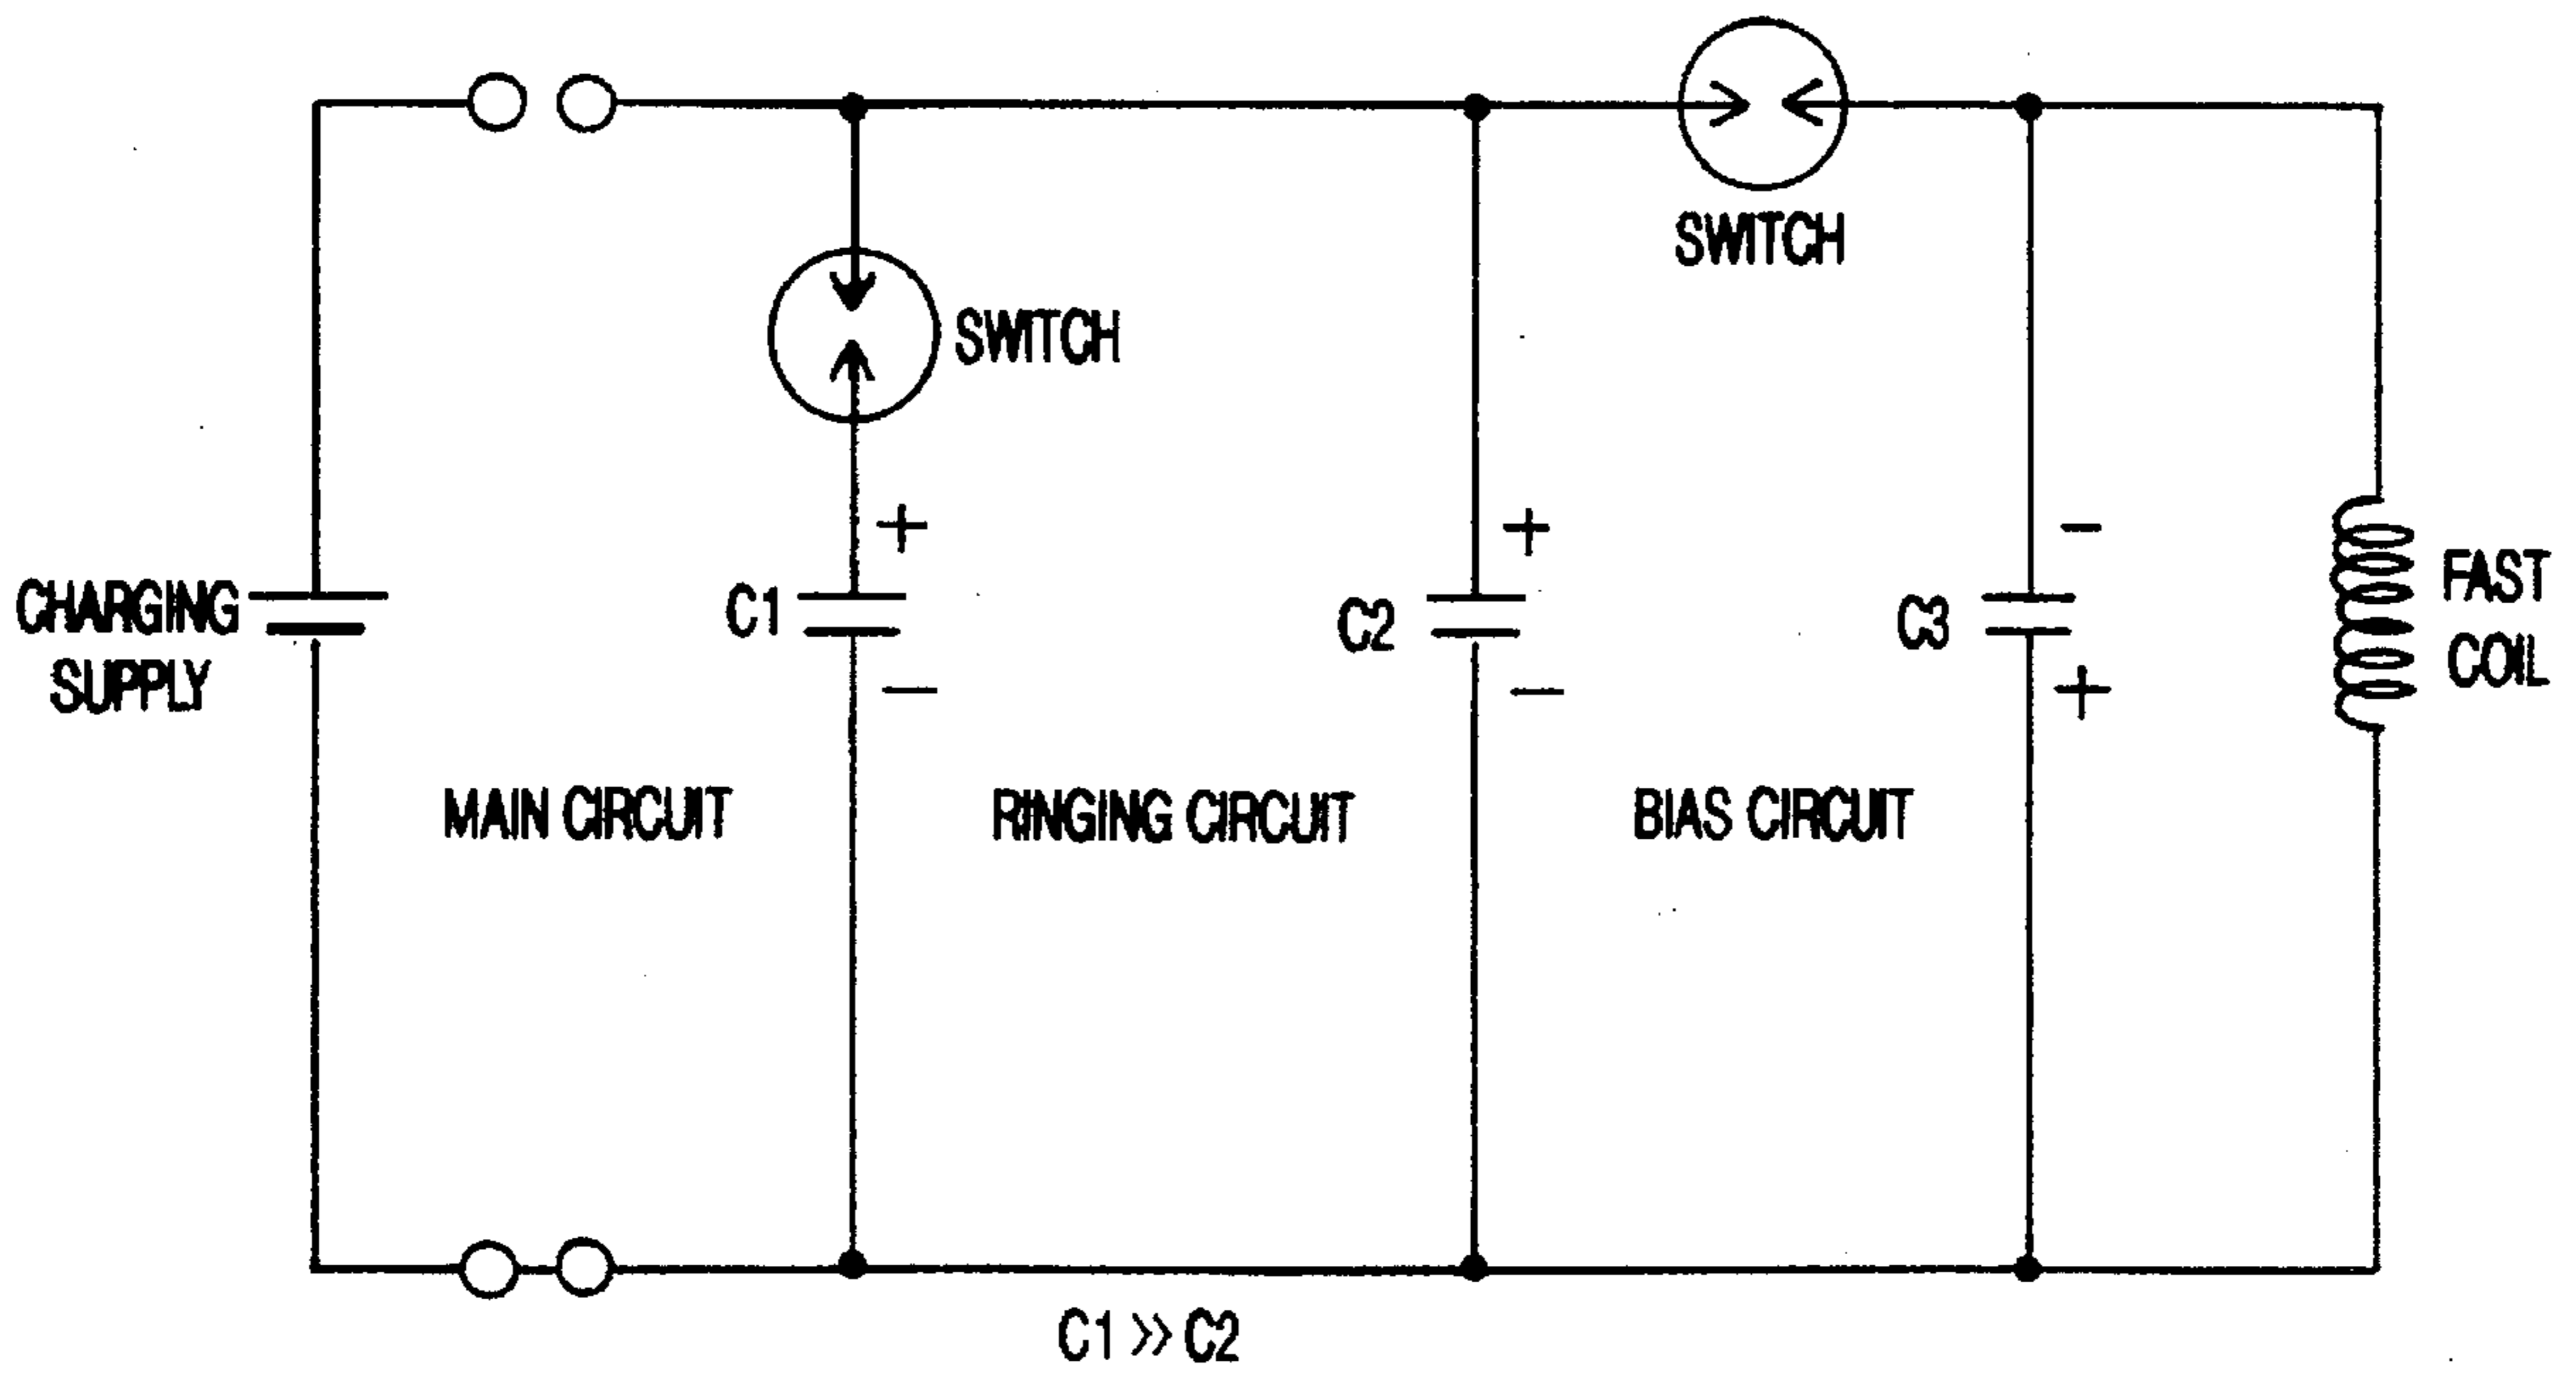 SWITCH
SWITCH
+
+
−
CHARGING
SUPPLY
C1
C2
C3
FAST
COIL
−
−
+
MAIN CIRCUIT
RINGING CIRCUIT
BIAS CIRCUIT
C1 >> C2